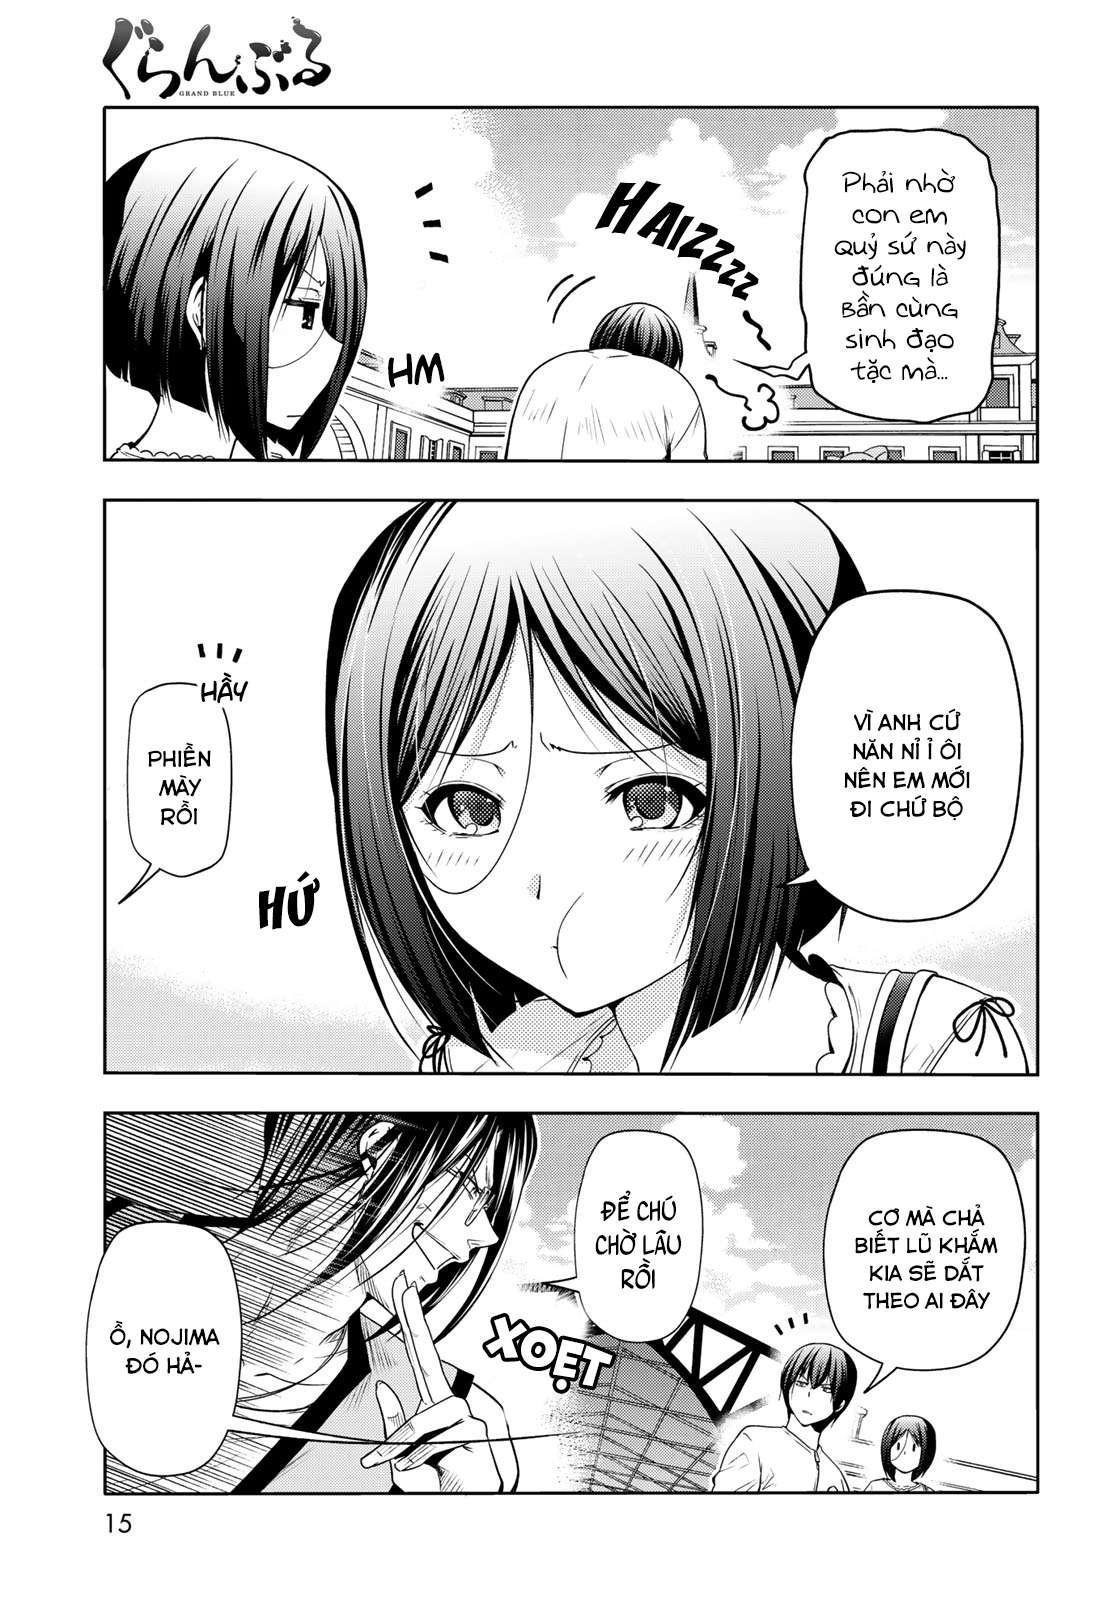 ぐらんぶる
GRAND BLUE
Phải nhờ
con em
Quỷ sứ này
đúng là
Bần cùng
sinh đạo
tặc mà...
HAIZZZZ
HM
VÌ ANH CỨ
NĂN NỈ Ỉ ÔI
NÊN EM MỚI
ĐI CHỨ BỘ
HẦY
PHIỀN
MÀY
RỒI
HỨ
CƠ MÀ CHẢ
BIẾT LŨ KHẮM
KIA SẼ DẮT
THEO AI ĐÂY
ĐỂ CHÚ
CHỜ LÂU
RỒI
XOẸT
Ồ, NOJIMA
ĐÓ HẢ-
15